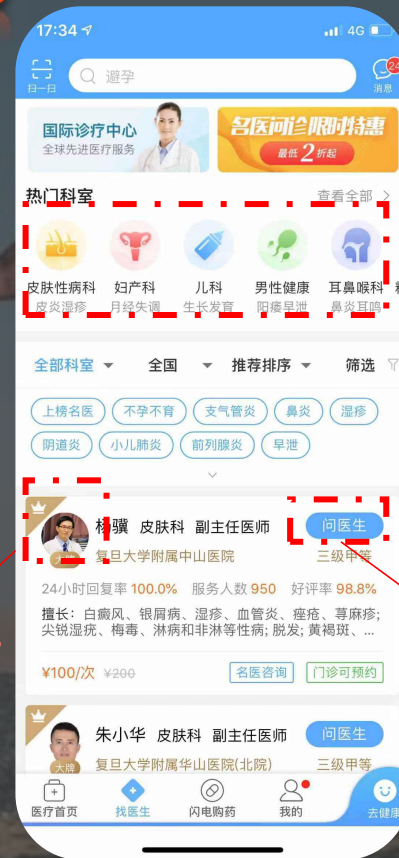 17:34
4G
扫一扫
避孕
24
消息
国际诊疗中心
全球先进医疗服务
名医问诊限时特惠
最低2折起
热门科室
查看全部
皮肤性病科 妇产科 儿科 男性健康 耳鼻喉科
皮炎湿疹 月经失调 生长发育 阳痿早泄 鼻炎耳鸣
全部科室 全国 推荐排序 筛选
上榜名医 不孕不育 支气管炎 鼻炎 湿疹
阴道炎 小儿肺炎 前列腺炎 早泄
杨骥 皮肤科 副主任医师 问医生
大牌 复旦大学附属中山医院 三级甲等
24小时回复率 100.0% 服务人数 950 好评率 98.8%
擅长：白癜风、银屑病、湿疹、血管炎、痤疮、荨麻疹;
尖锐湿疣、梅毒、淋病和非淋等性病; 脱发; 黄褐斑、...
¥100/次 ¥200 名医咨询 门诊可预约
朱小华 皮肤科 副主任医师 问医生
大牌 复旦大学附属华山医院(北院) 三级甲等
医疗首页 找医生 闪电购药 我的 去健康